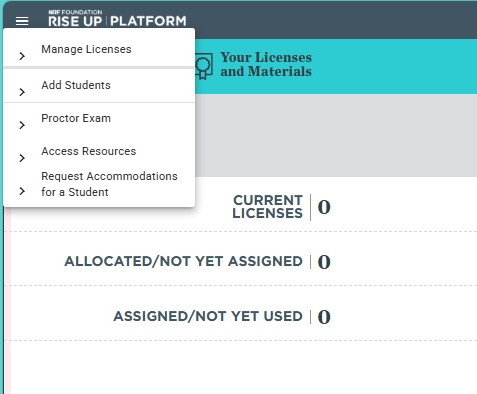 NRF FOUNDATION
RISE UP | PLATFORM
Manage Licenses
Add Students
Proctor Exam
Access Resources
Request Accommodations
for a Student
Your Licenses
and Materials
CURRENT
LICENSES 0
ALLOCATED/NOT YET ASSIGNED 0
ASSIGNED/NOT YET USED 0